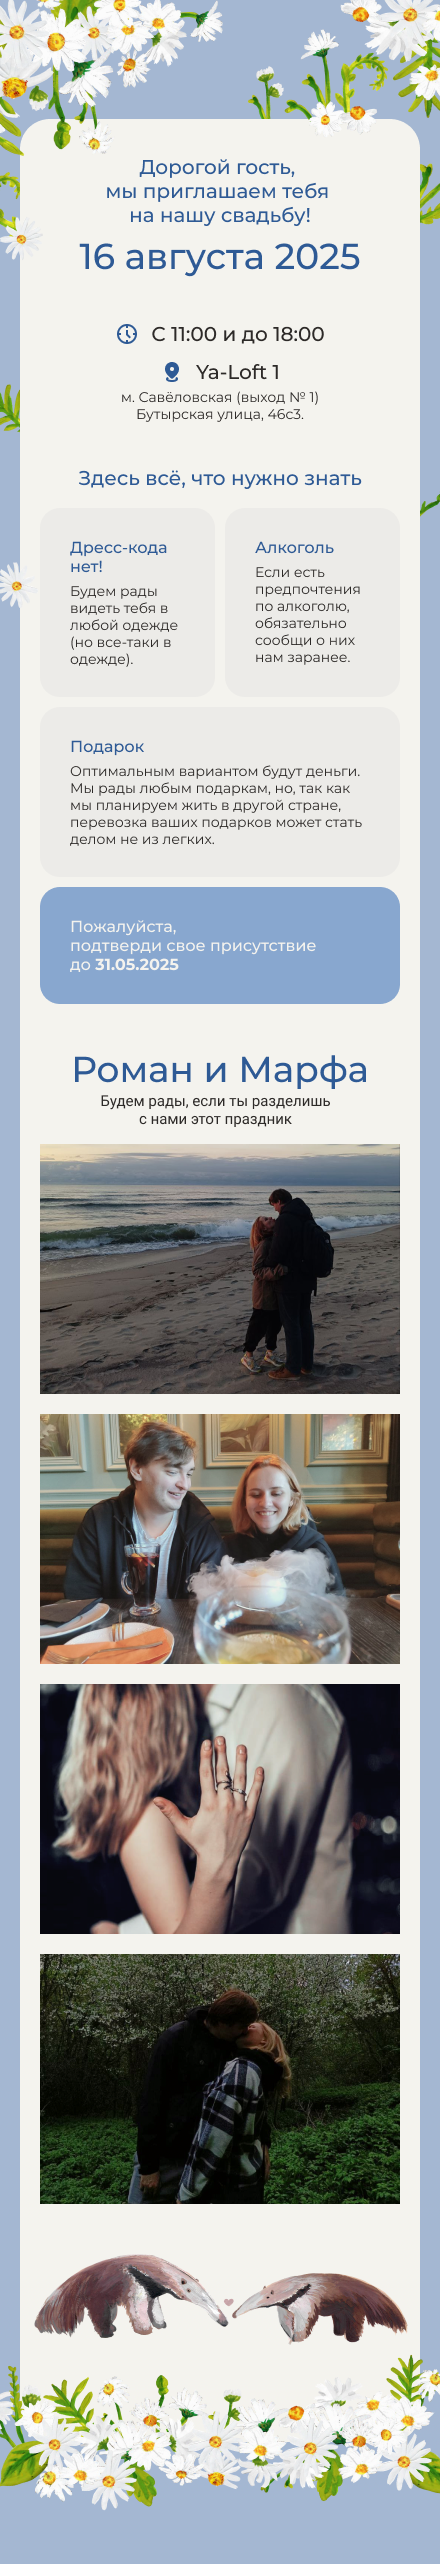 Дорогой гость,
мы приглашаем тебя
на нашу свадьбу!
16 августа 2025
С 11:00 и до 18:00
Ya-Loft 1
м. Савёловская (выход № 1)
Бутырская улица, 46с3.
Здесь всё, что нужно знать
Дресс-кода
нет!
Будем рады
видеть тебя в
любой одежде
(но все-таки в
одежде).
Алкоголь
Если есть
предпочтения
по алкоголю,
обязательно
сообщи о них
нам заранее.
Подарок
Оптимальным вариантом будут деньги.
Мы рады любым подаркам, но, так как
мы планируем жить в другой стране,
перевозка ваших подарков может стать
делом не из легких.
Пожалуйста,
подтверди свое присутствие
до 31.05.2025
Роман и Марфа
Будем рады, если ты разделишь
с нами этот праздник